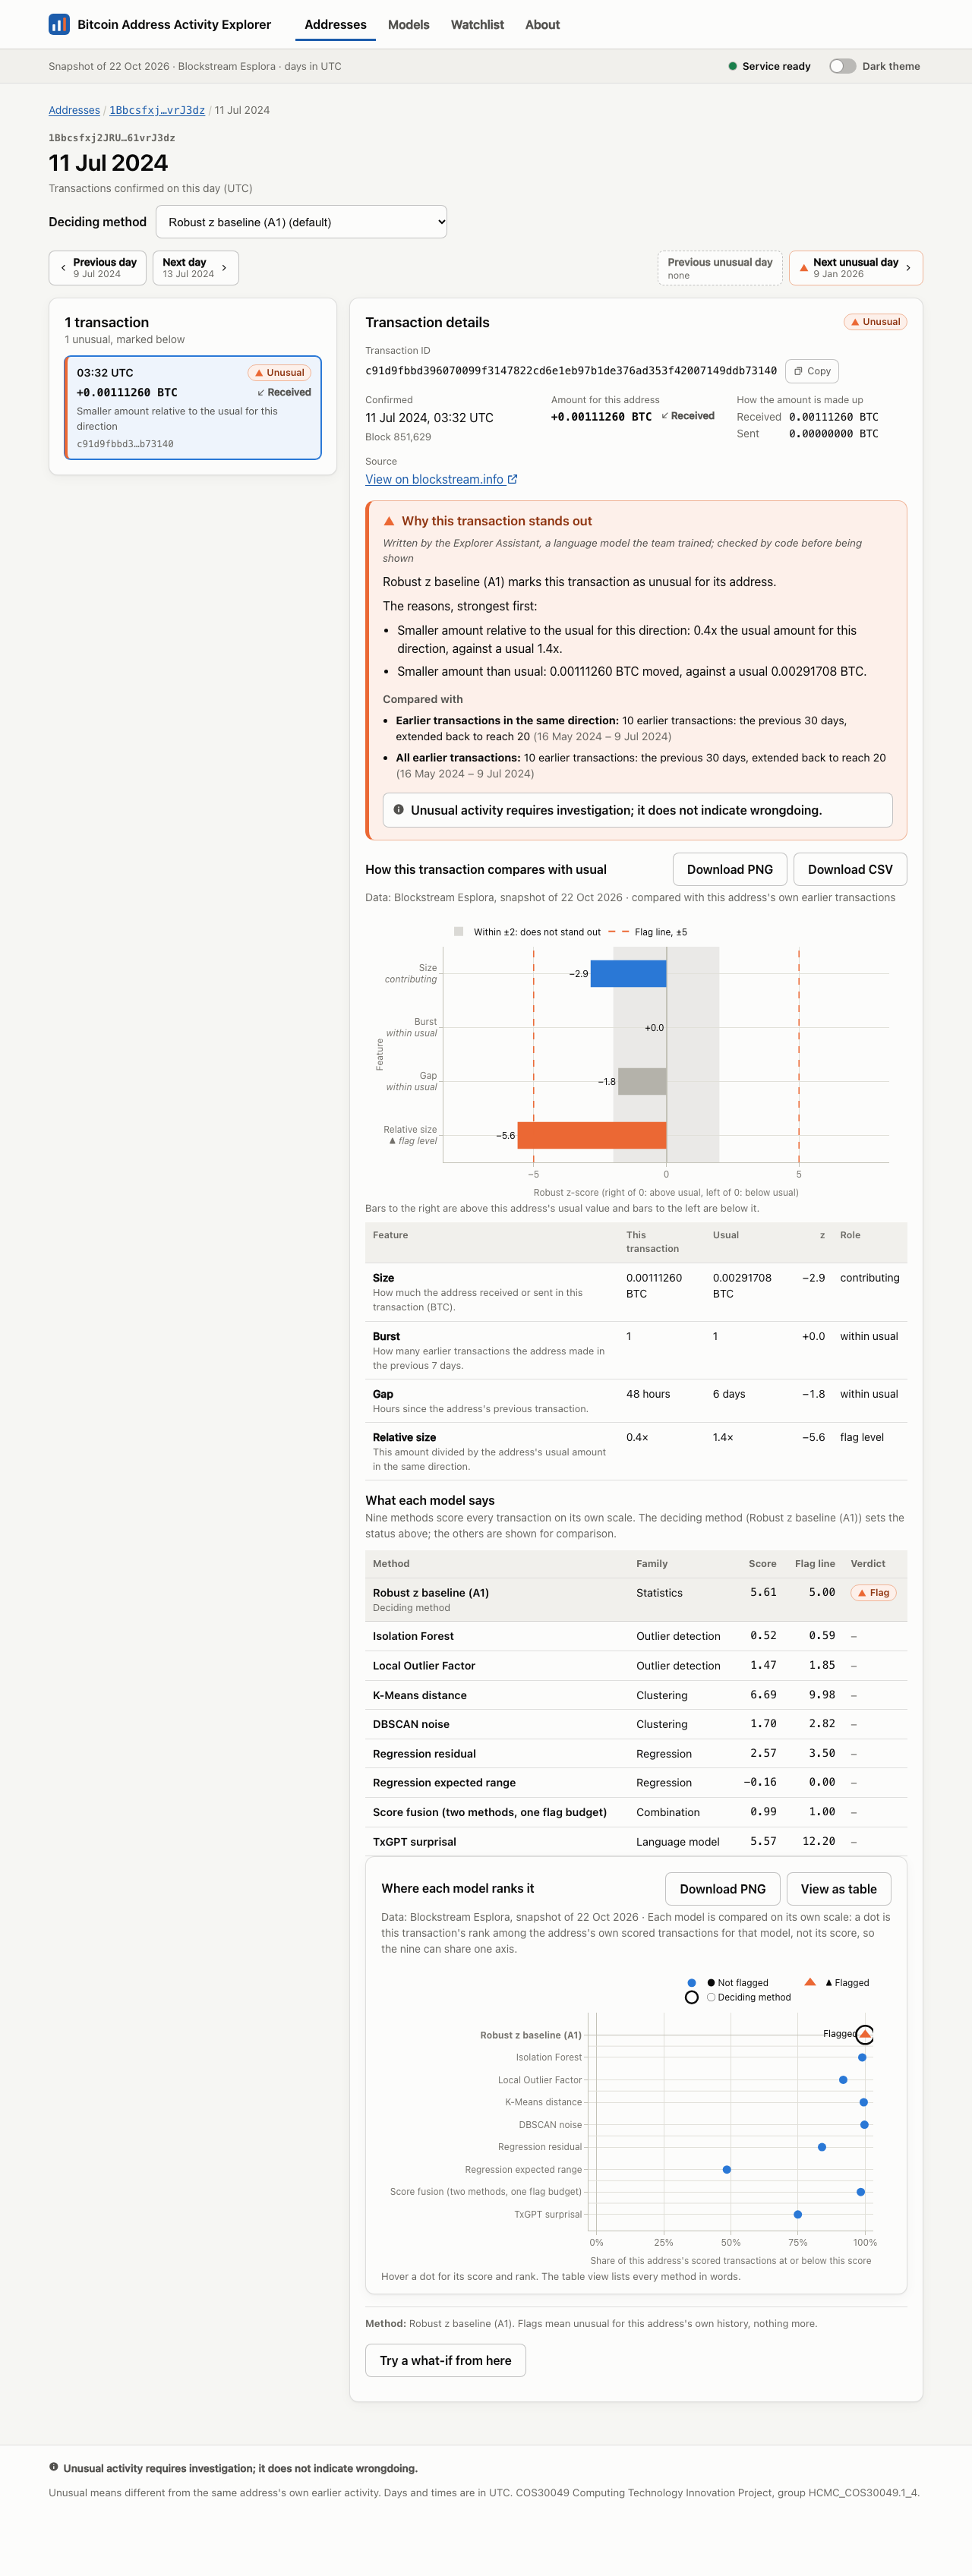 Bitcoin Address Activity Explorer
Addresses
Models
Watchlist
About
Snapshot of 22 Oct 2026 · Blockstream Esplora · days in UTC
Service ready
Dark theme
Addresses / 1Bbcsfxj…vrJ3dz / 11 Jul 2024
1Bbcsfxj2JRU…61vrJ3dz
11 Jul 2024
Transactions confirmed on this day (UTC)
Deciding method
Robust z baseline (A1) (default)
Previous day
9 Jul 2024
Next day
13 Jul 2024
Previous unusual day
none
Next unusual day
9 Jan 2026
1 transaction
1 unusual, marked below
03:32 UTC
Unusual
+0.00111260 BTC
↙ Received
Smaller amount relative to the usual for this
direction
c91d9fbbd3…b73140
Transaction details
Unusual
Transaction ID
c91d9fbbd396070099f3147822cd6e1eb97b1de376ad353f42007149ddb73140
Copy
Confirmed
11 Jul 2024, 03:32 UTC
Block 851,629
Amount for this address
+0.00111260 BTC ↙ Received
How the amount is made up
Received 0.00111260 BTC
Sent 0.00000000 BTC
Source
View on blockstream.info
Why this transaction stands out
Written by the Explorer Assistant, a language model the team trained; checked by code before being
shown
Robust z baseline (A1) marks this transaction as unusual for its address.
The reasons, strongest first:
• Smaller amount relative to the usual for this direction: 0.4x the usual amount for this
direction, against a usual 1.4x.
• Smaller amount than usual: 0.00111260 BTC moved, against a usual 0.00291708 BTC.
Compared with
• Earlier transactions in the same direction: 10 earlier transactions: the previous 30 days,
extended back to reach 20 (16 May 2024 – 9 Jul 2024)
• All earlier transactions: 10 earlier transactions: the previous 30 days, extended back to reach 20
(16 May 2024 – 9 Jul 2024)
Unusual activity requires investigation; it does not indicate wrongdoing.
How this transaction compares with usual
Download PNG
Download CSV
Data: Blockstream Esplora, snapshot of 22 Oct 2026 · compared with this address's own earlier transactions
Within ±2: does not stand out
Flag line, ±5
Feature
Size
contributing
−2.9
Burst
within usual
+0.0
Gap
within usual
−1.8
Relative size
▲ flag level
−5.6
−5
0
5
Robust z-score (right of 0: above usual, left of 0: below usual)
Bars to the right are above this address's usual value and bars to the left are below it.
Feature
This
transaction
Usual
z
Role
Size
How much the address received or sent in this
transaction (BTC).
0.00111260
BTC
0.00291708
BTC
−2.9
contributing
Burst
How many earlier transactions the address made in
the previous 7 days.
1
1
+0.0
within usual
Gap
Hours since the address's previous transaction.
48 hours
6 days
−1.8
within usual
Relative size
This amount divided by the address's usual amount
in the same direction.
0.4×
1.4×
−5.6
flag level
What each model says
Nine methods score every transaction on its own scale. The deciding method (Robust z baseline (A1)) sets the
status above; the others are shown for comparison.
Method Family Score Flag line Verdict
Robust z baseline (A1) Statistics 5.61 5.00 Flag
Deciding method
Isolation Forest Outlier detection 0.52 0.59 –
Local Outlier Factor Outlier detection 1.47 1.85 –
K-Means distance Clustering 6.69 9.98 –
DBSCAN noise Clustering 1.70 2.82 –
Regression residual Regression 2.57 3.50 –
Regression expected range Regression −0.16 0.00 –
Score fusion (two methods, one flag budget) Combination 0.99 1.00 –
TxGPT surprisal Language model 5.57 12.20 –
Where each model ranks it
Download PNG
View as table
Data: Blockstream Esplora, snapshot of 22 Oct 2026 · Each model is compared on its own scale: a dot is
this transaction's rank among the address's own scored transactions for that model, not its score, so
the nine can share one axis.
● Not flagged
▲ Flagged
○ Deciding method
Robust z baseline (A1)
Flagged
Isolation Forest
Local Outlier Factor
K-Means distance
DBSCAN noise
Regression residual
Regression expected range
Score fusion (two methods, one flag budget)
TxGPT surprisal
0%
25%
50%
75%
100%
Share of this address's scored transactions at or below this score
Hover a dot for its score and rank. The table view lists every method in words.
Method: Robust z baseline (A1). Flags mean unusual for this address's own history, nothing more.
Try a what-if from here
Unusual activity requires investigation; it does not indicate wrongdoing.
Unusual means different from the same address's own earlier activity. Days and times are in UTC. COS30049 Computing Technology Innovation Project, group HCMC_COS30049.1_4.